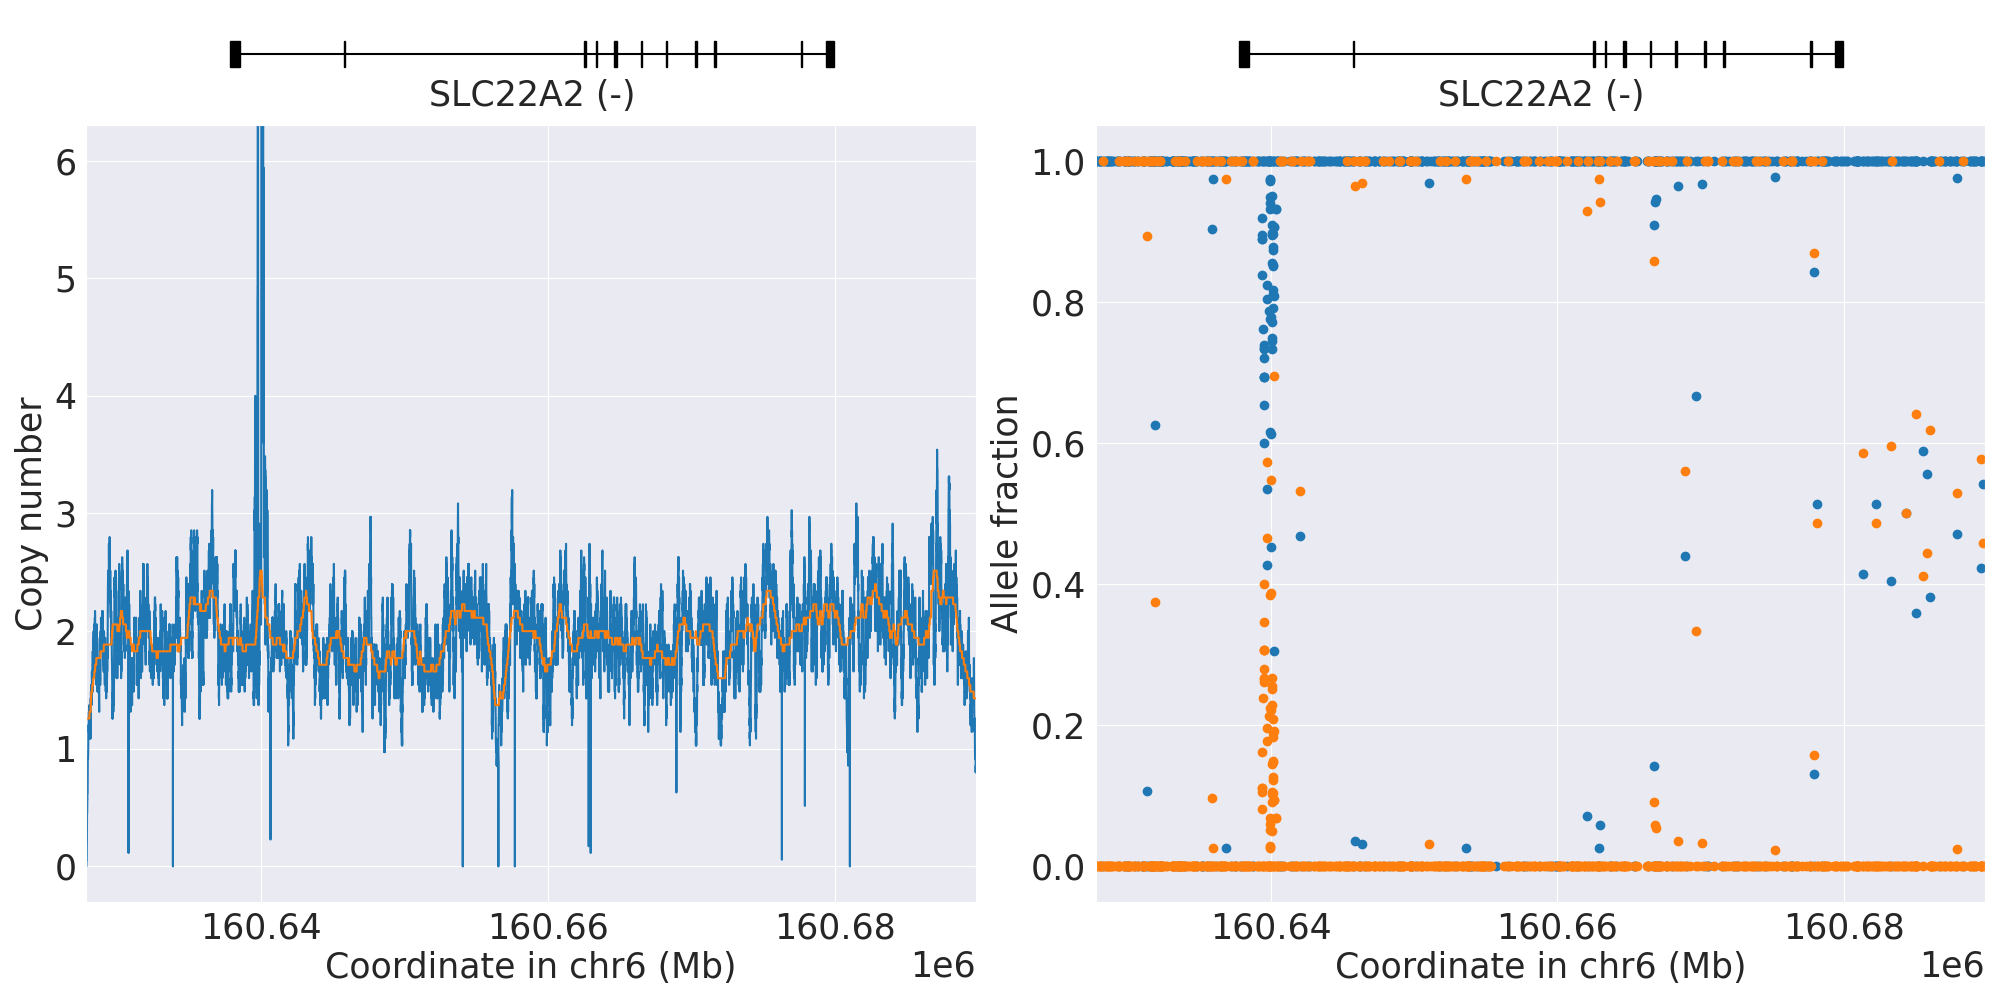 SLC22A2 (-)
6
5
4
3
2
1
0
Copy number
160.64
160.66
160.68
Coordinate in chr6 (Mb)
1e6
SLC22A2 (-)
1.0
0.8
0.6
0.4
0.2
0.0
Allele fraction
160.64
160.66
160.68
Coordinate in chr6 (Mb)
1e6